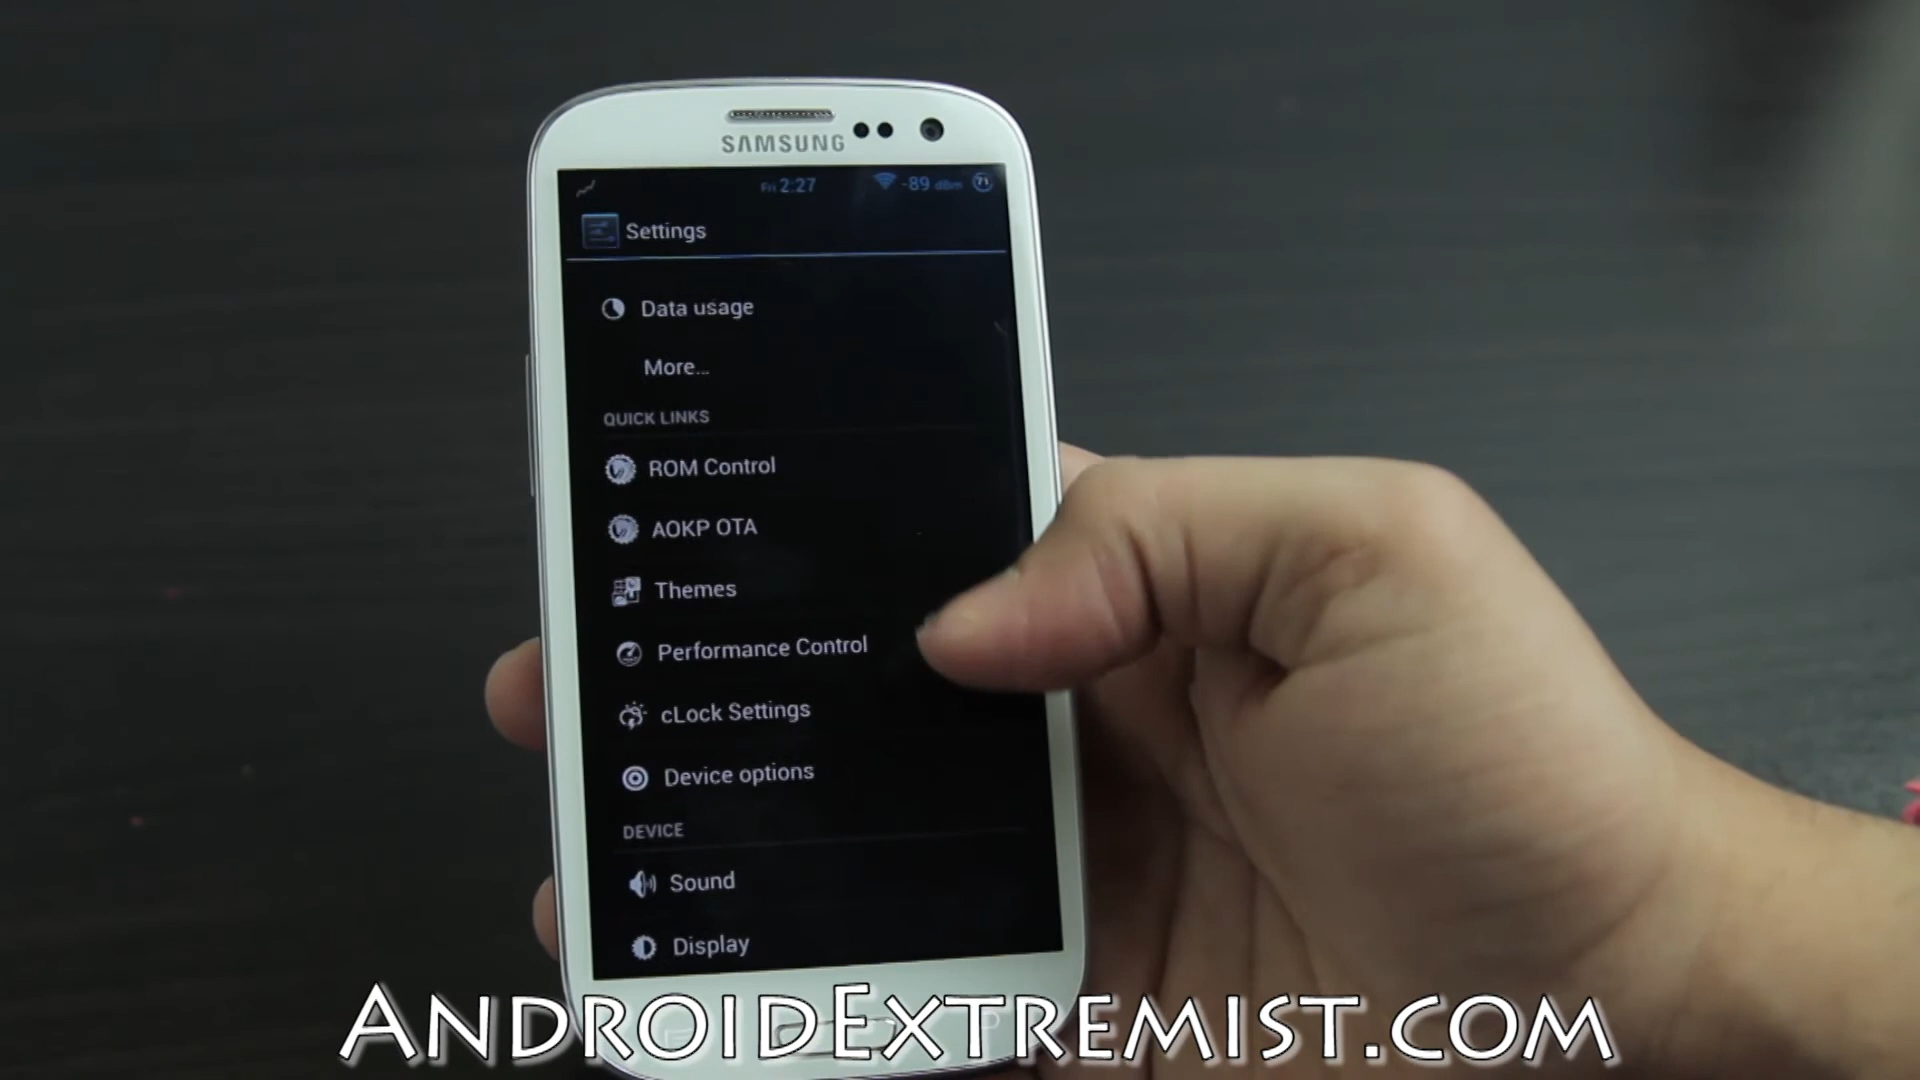 SAMSUNG
Fri 2:27 -89 dBm 71
Settings
Data usage
More...
QUICK LINKS
ROM Control
AOKP OTA
Themes
Performance Control
cLock Settings
Device options
DEVICE
Sound
Display
ANDROIDEXTREMIST.COM